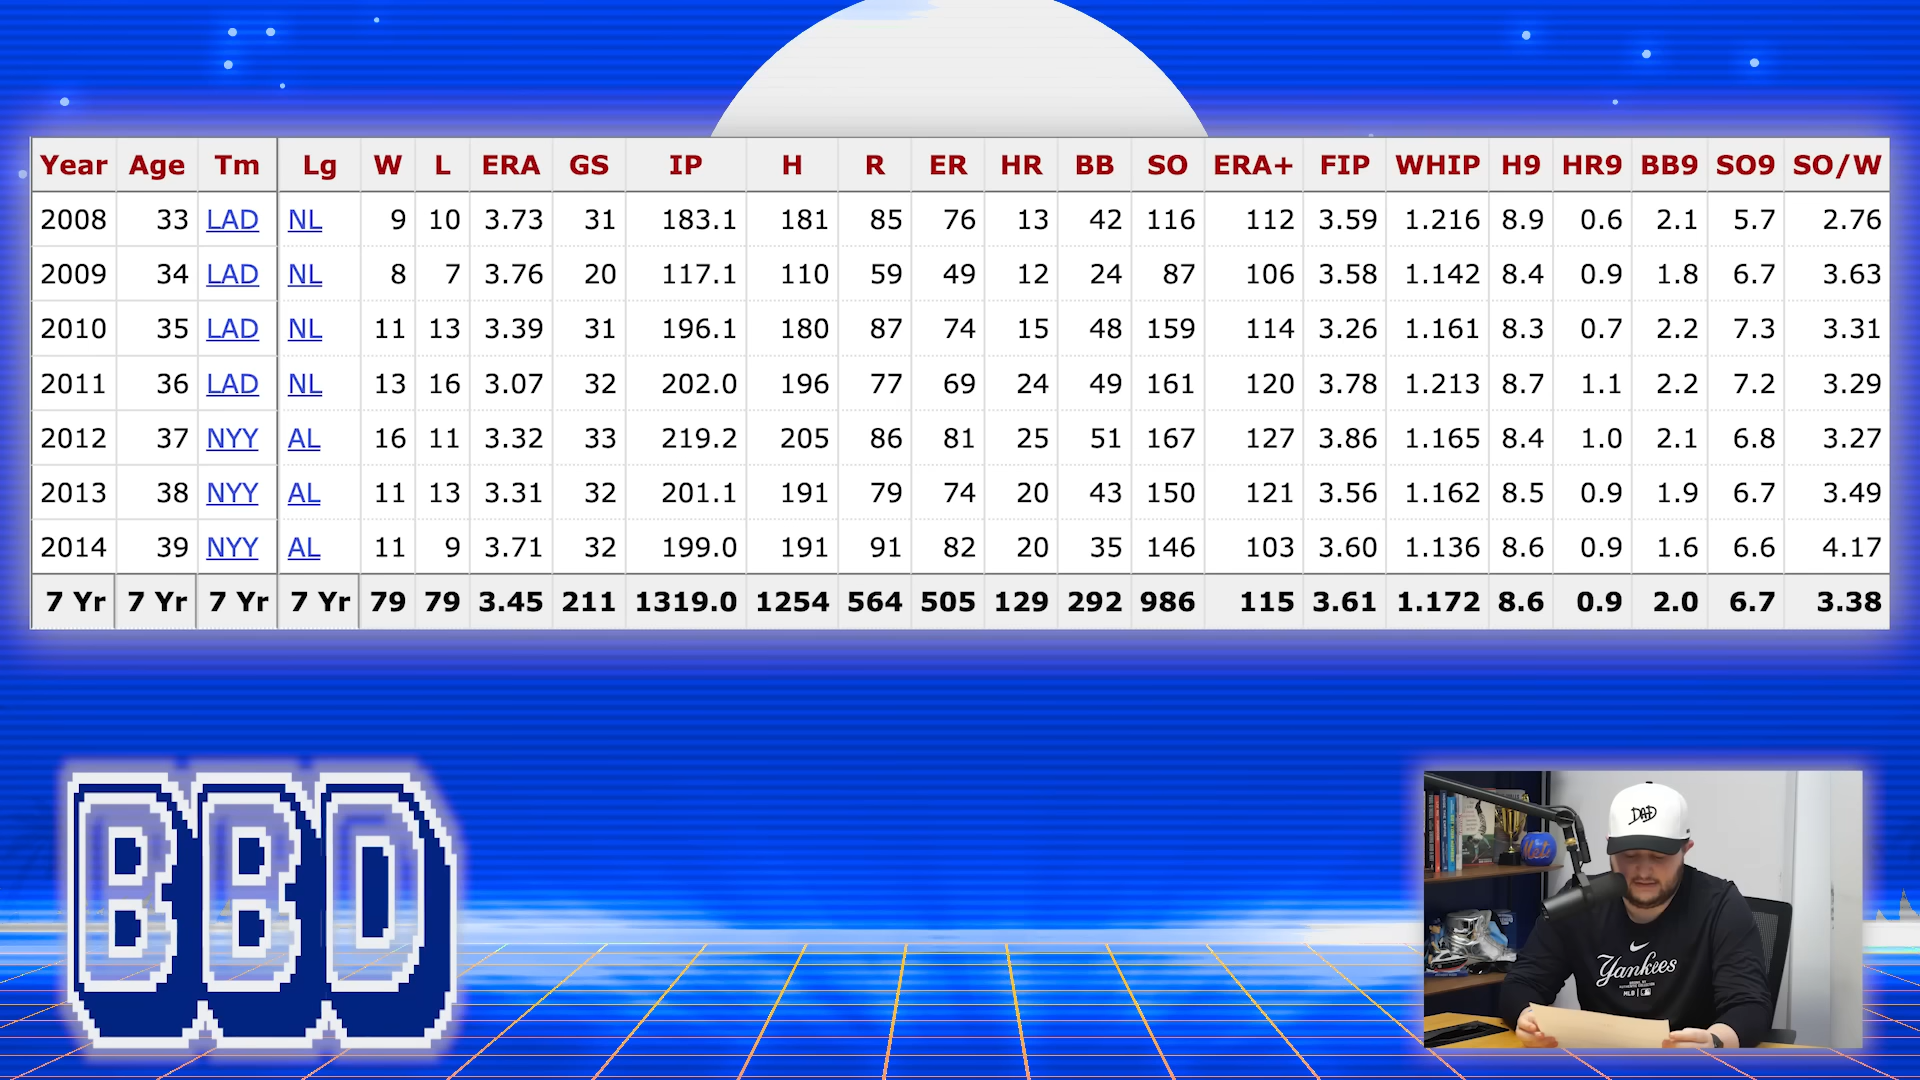 Year Age Tm Lg W L ERA GS IP H R ER HR BB SO ERA+ FIP WHIP H9 HR9 BB9 SO9 SO/W
2008 33 LAD NL 9 10 3.73 31 183.1 181 85 76 13 42 116 112 3.59 1.216 8.9 0.6 2.1 5.7 2.76
2009 34 LAD NL 8 7 3.76 20 117.1 110 59 49 12 24 87 106 3.58 1.142 8.4 0.9 1.8 6.7 3.63
2010 35 LAD NL 11 13 3.39 31 196.1 180 87 74 15 48 159 114 3.26 1.161 8.3 0.7 2.2 7.3 3.31
2011 36 LAD NL 13 16 3.07 32 202.0 196 77 69 24 49 161 120 3.78 1.213 8.7 1.1 2.2 7.2 3.29
2012 37 NYY AL 16 11 3.32 33 219.2 205 86 81 25 51 167 127 3.86 1.165 8.4 1.0 2.1 6.8 3.27
2013 38 NYY AL 11 13 3.31 32 201.1 191 79 74 20 43 150 121 3.56 1.162 8.5 0.9 1.9 6.7 3.49
2014 39 NYY AL 11 9 3.71 32 199.0 191 91 82 20 35 146 103 3.60 1.136 8.6 0.9 1.6 6.6 4.17
7 Yr 7 Yr 7 Yr 7 Yr 79 79 3.45 211 1319.0 1254 564 505 129 292 986 115 3.61 1.172 8.6 0.9 2.0 6.7 3.38
BBD
DAD
Mets
Yankees
MLB